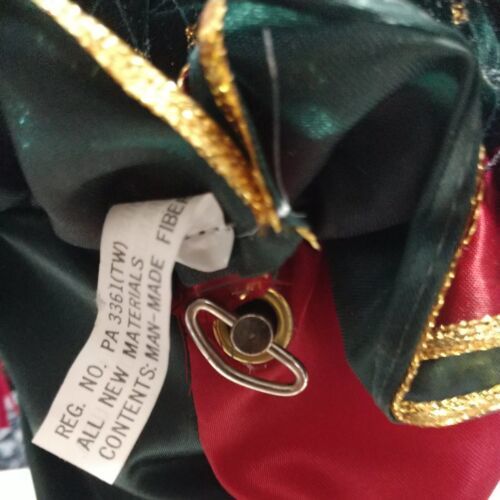 REG. NO. PA 3361(TW)
ALL NEW MATERIALS
CONTENTS: MAN-MADE